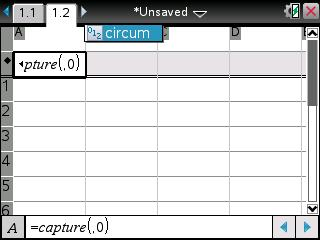 1.1 1.2 *Unsaved
A circum D
pture(,0)
1
2
3
4
5
6
A =capture(,0)